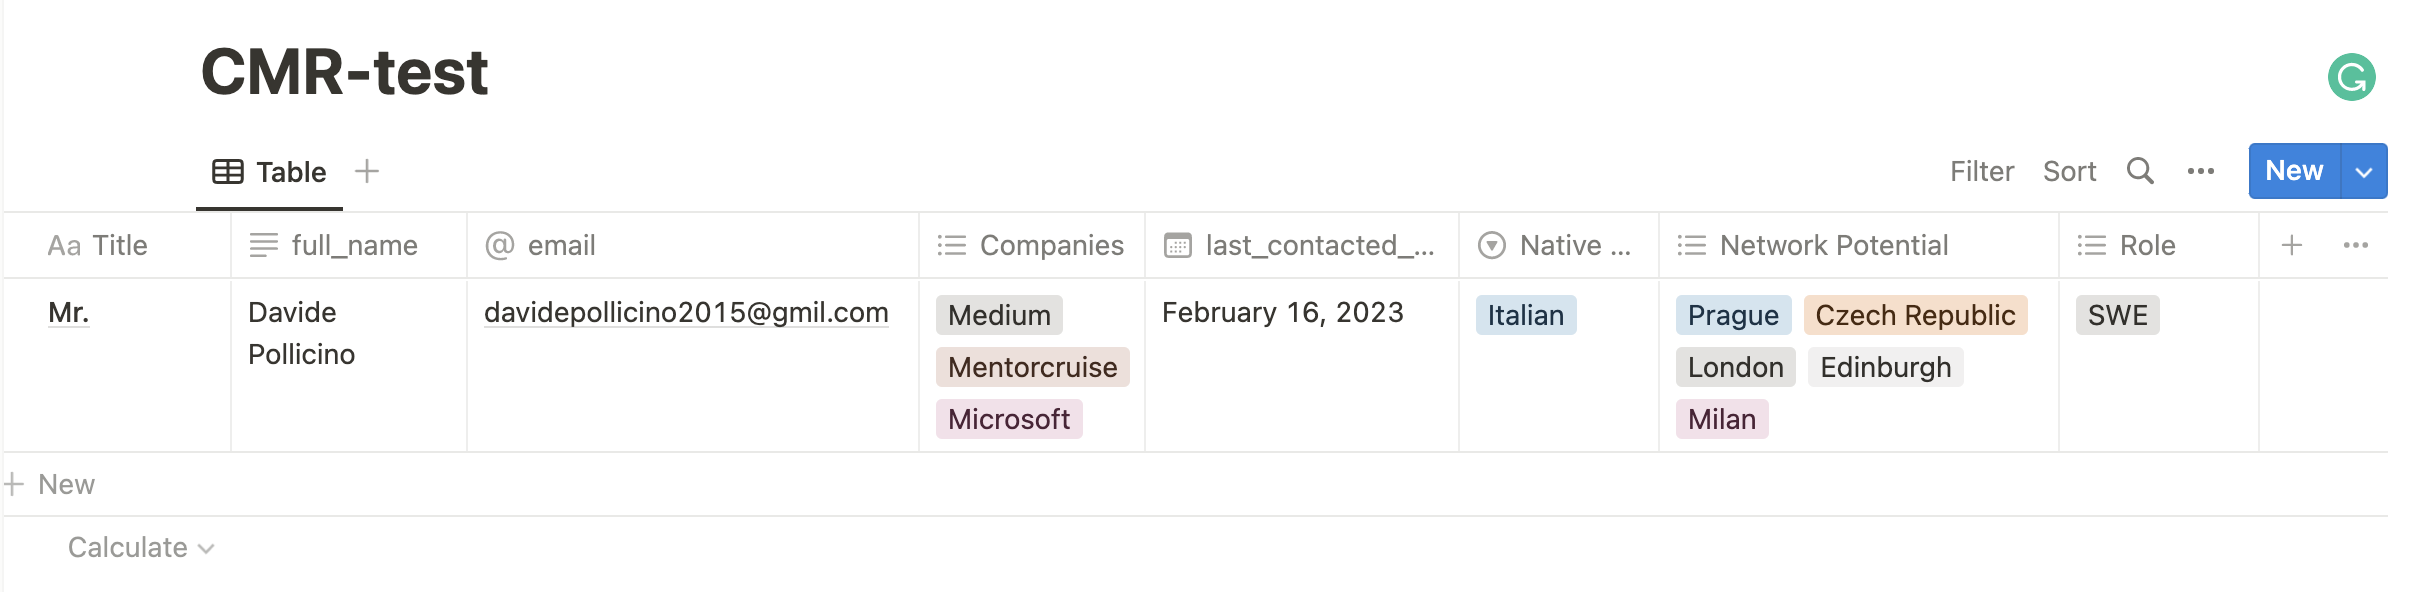 CMR-test
Table
Filter Sort New
Aa Title full_name @ email Companies last_contacted_... Native ... Network Potential Role
Mr. Davide davidepollicino2015@gmil.com Medium February 16, 2023 Italian Prague Czech Republic SWE
Pollicino Mentorcruise London Edinburgh
Microsoft Milan
+ New
Calculate